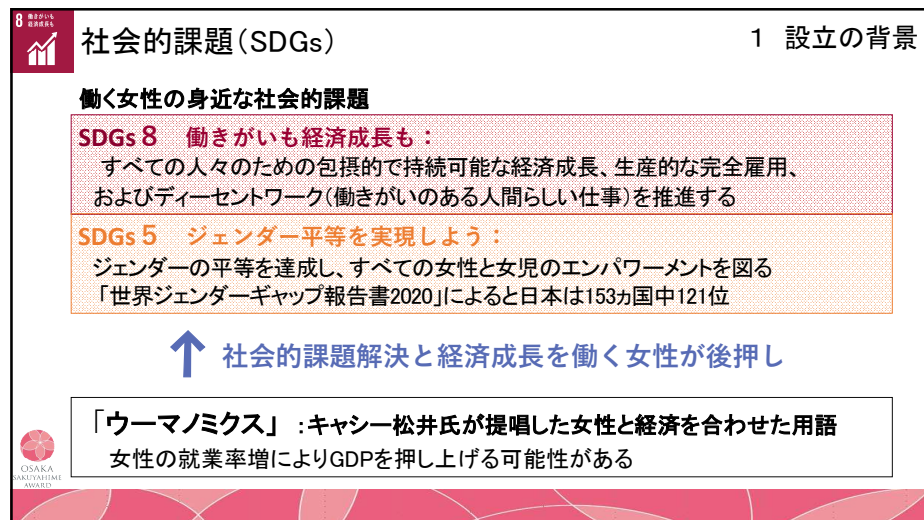 8 働きがいも
経済成長も
社会的課題(SDGs)
1 設立の背景
働く女性の身近な社会的課題
SDGs 8 働きがいも経済成長も:
すべての人々のための包摂的で持続可能な経済成長、生産的な完全雇用、
およびディーセントワーク(働きがいのある人間らしい仕事)を推進する
SDGs 5 ジェンダー平等を実現しよう:
ジェンダーの平等を達成し、すべての女性と女児のエンパワーメントを図る
「世界ジェンダーギャップ報告書2020」によると日本は153ヵ国中121位
↑ 社会的課題解決と経済成長を働く女性が後押し
「ウーマノミクス」 :キャシー松井氏が提唱した女性と経済を合わせた用語
女性の就業率増によりGDPを押し上げる可能性がある
OSAKA
SAKUYAHIME
AWARD